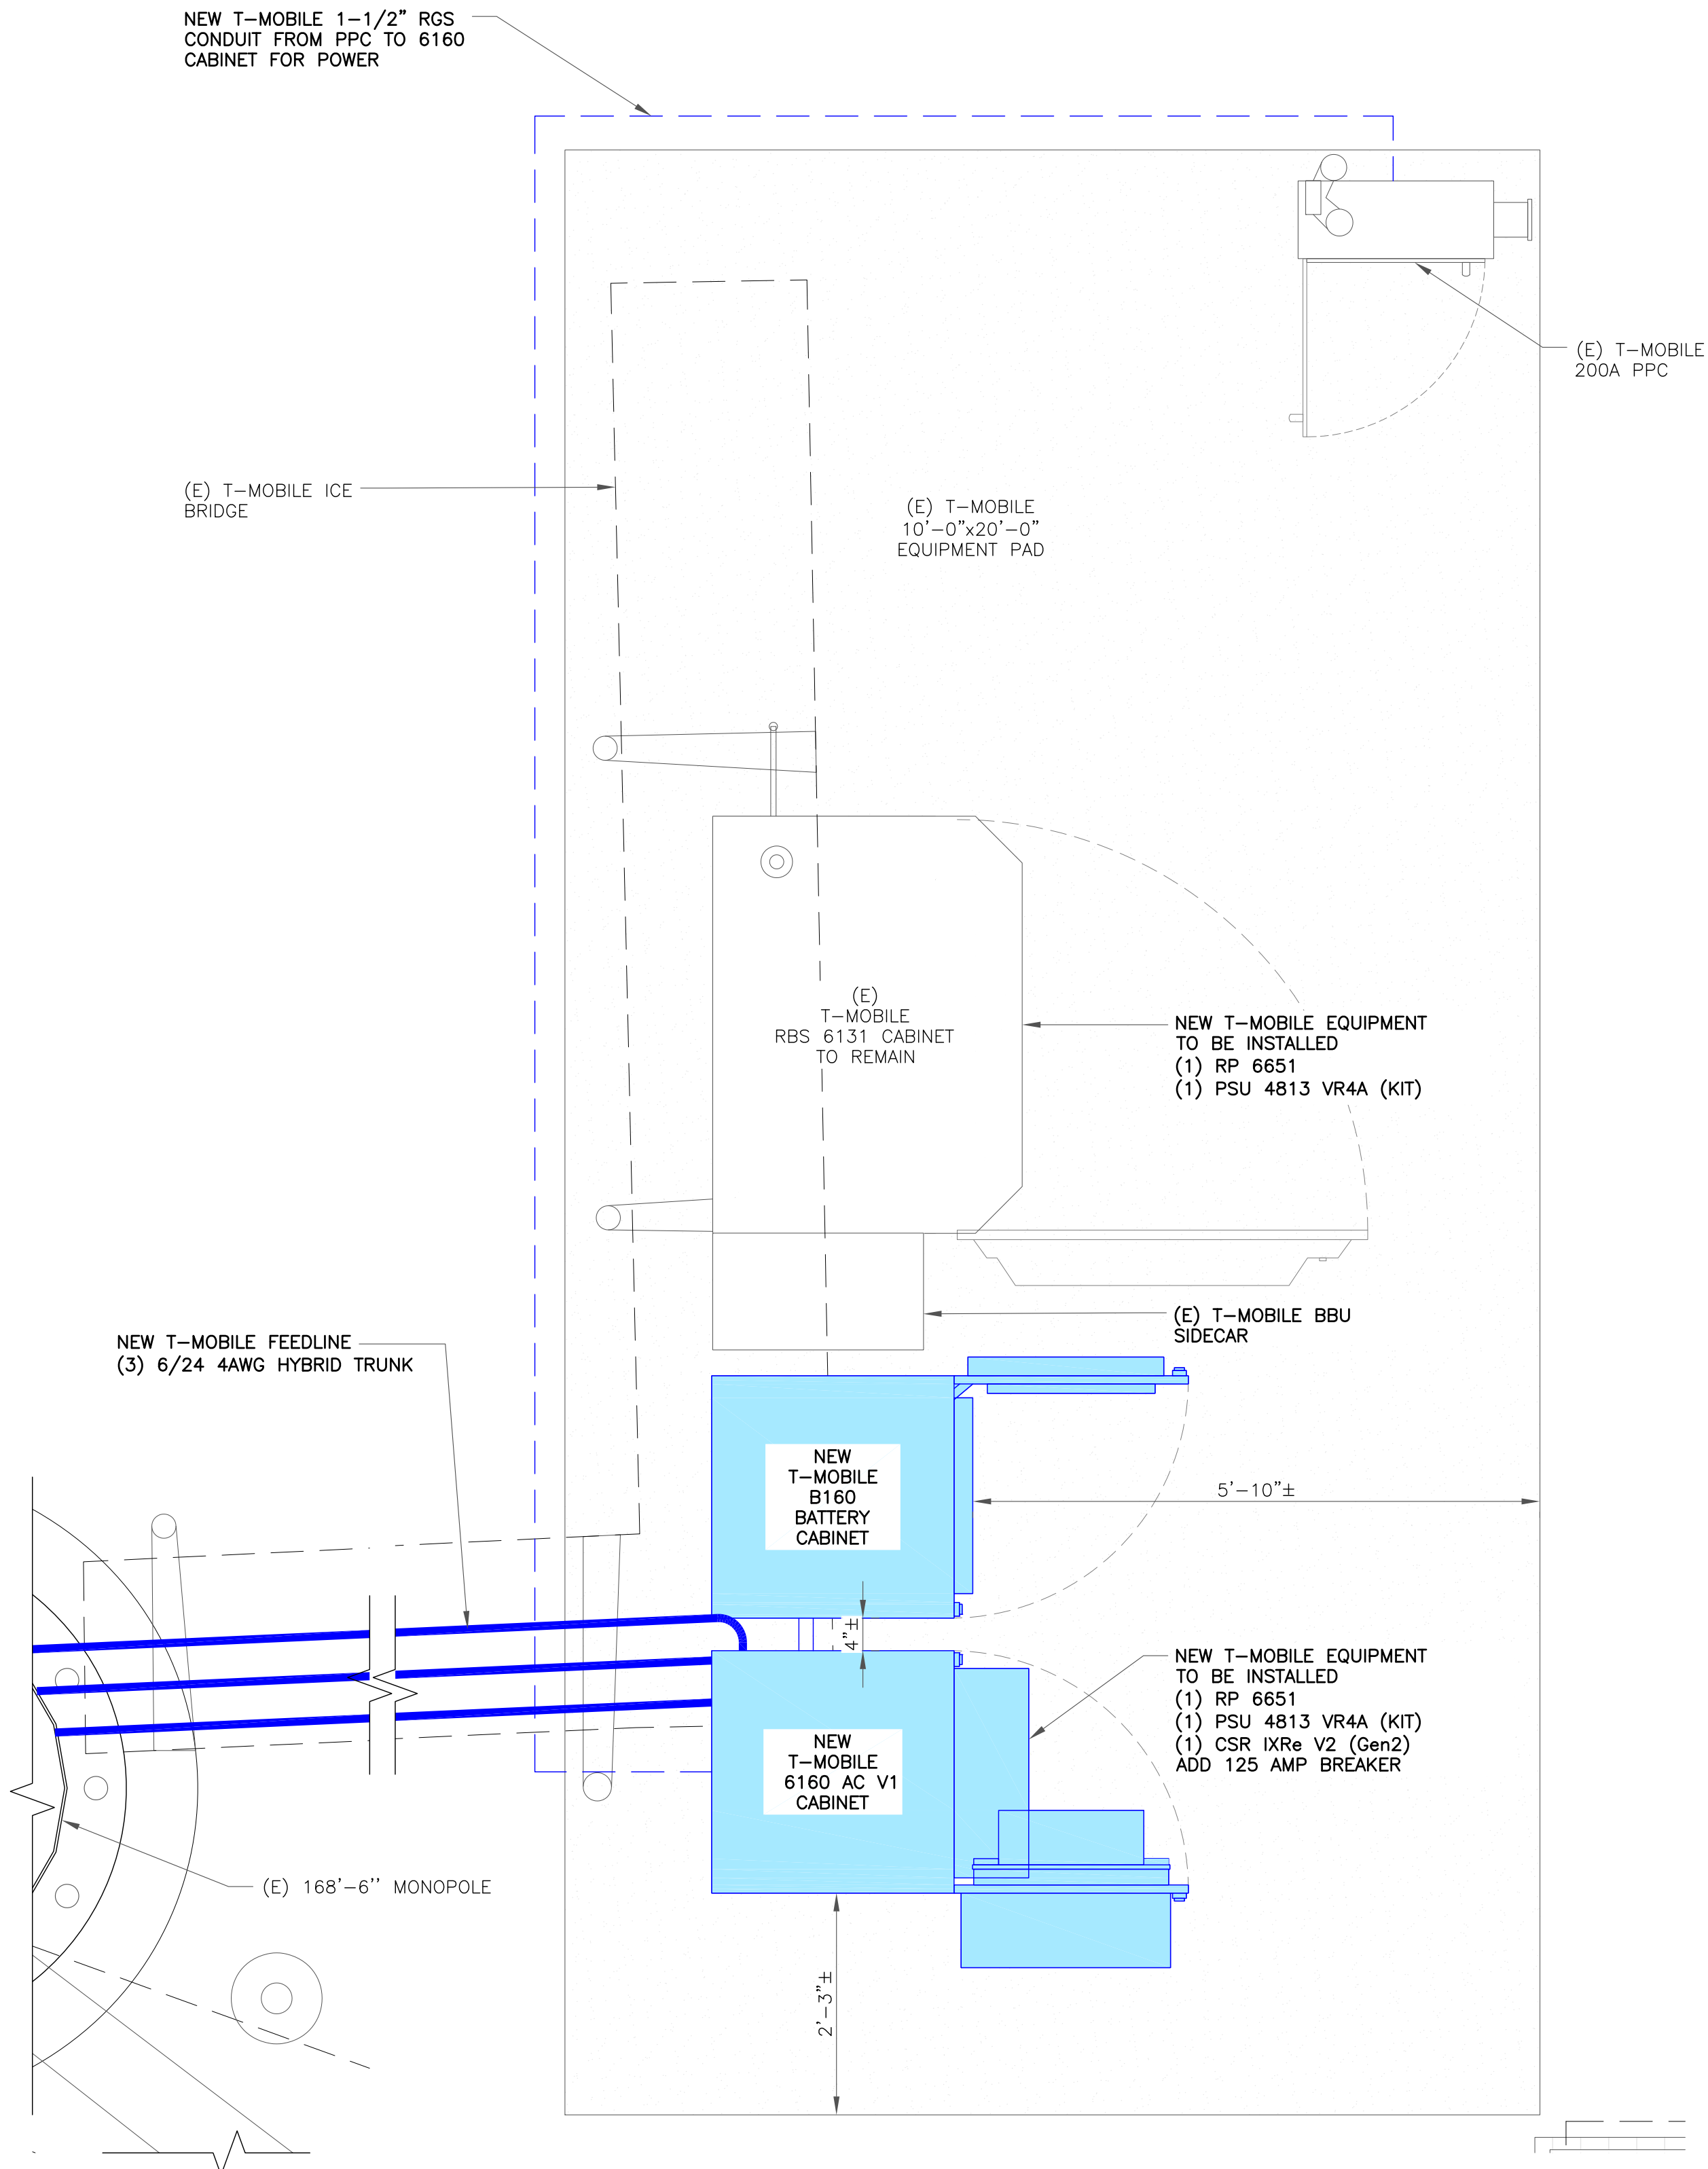 NEW T-MOBILE 1-1/2" RGS
CONDUIT FROM PPC TO 6160
CABINET FOR POWER
(E) T-MOBILE
200A PPC
(E) T-MOBILE ICE
BRIDGE
(E) T-MOBILE
10'-0"x20'-0"
EQUIPMENT PAD
(E)
T-MOBILE
RBS 6131 CABINET
TO REMAIN
NEW T-MOBILE EQUIPMENT
TO BE INSTALLED
(1) RP 6651
(1) PSU 4813 VR4A (KIT)
(E) T-MOBILE BBU
SIDECAR
NEW T-MOBILE FEEDLINE
(3) 6/24 4AWG HYBRID TRUNK
NEW
T-MOBILE
B160
BATTERY
CABINET
5'-10"±
4"±
NEW T-MOBILE EQUIPMENT
TO BE INSTALLED
(1) RP 6651
(1) PSU 4813 VR4A (KIT)
(1) CSR IXRe V2 (Gen2)
ADD 125 AMP BREAKER
NEW
T-MOBILE
6160 AC V1
CABINET
(E) 168'-6'' MONOPOLE
2'-3"±